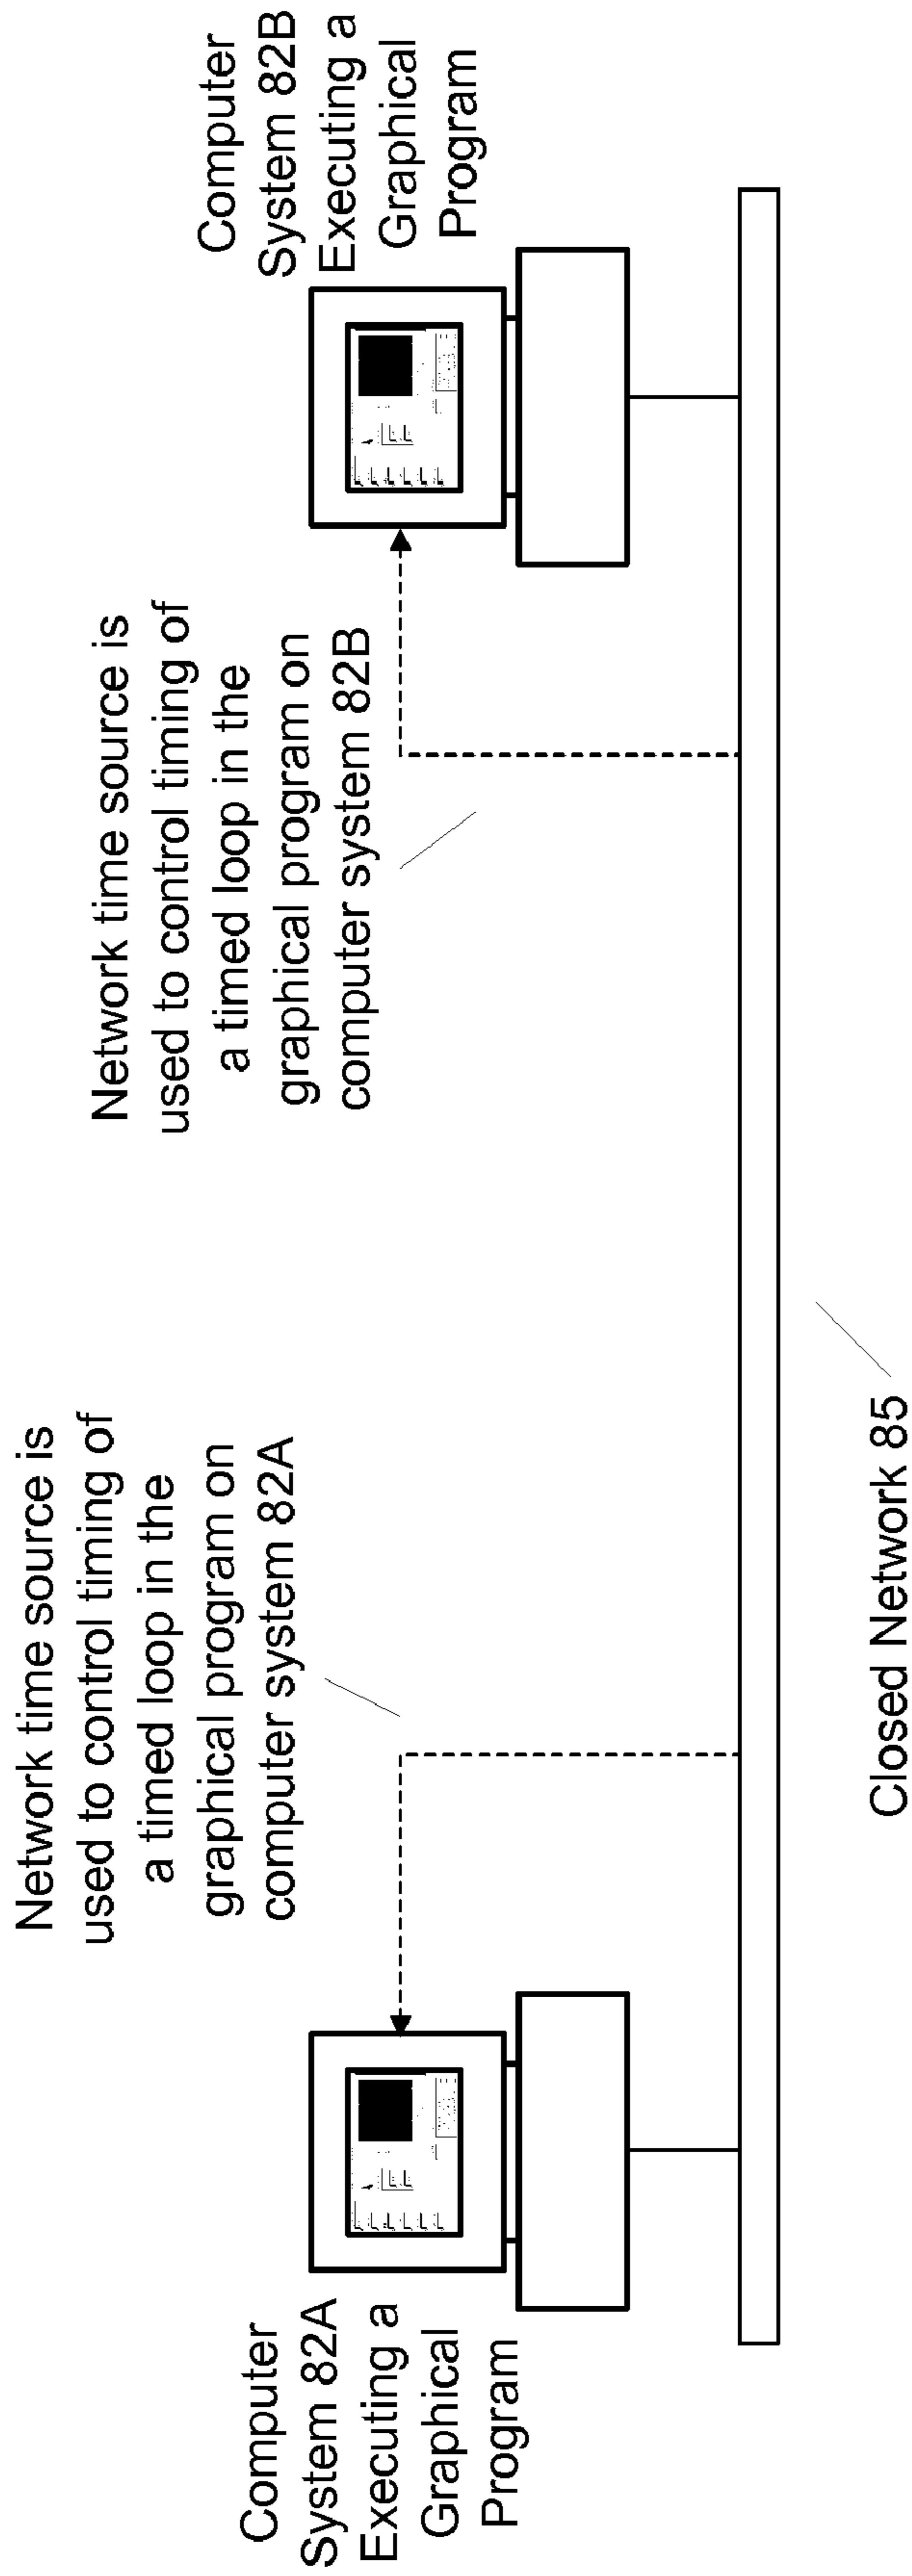 Computer
System 82A
Executing a
Graphical
Program
Network time source is
used to control timing of
a timed loop in the
graphical program on
computer system 82A
Network time source is
used to control timing of
a timed loop in the
graphical program on
computer system 82B
Computer
System 82B
Executing a
Graphical
Program
Closed Network 85